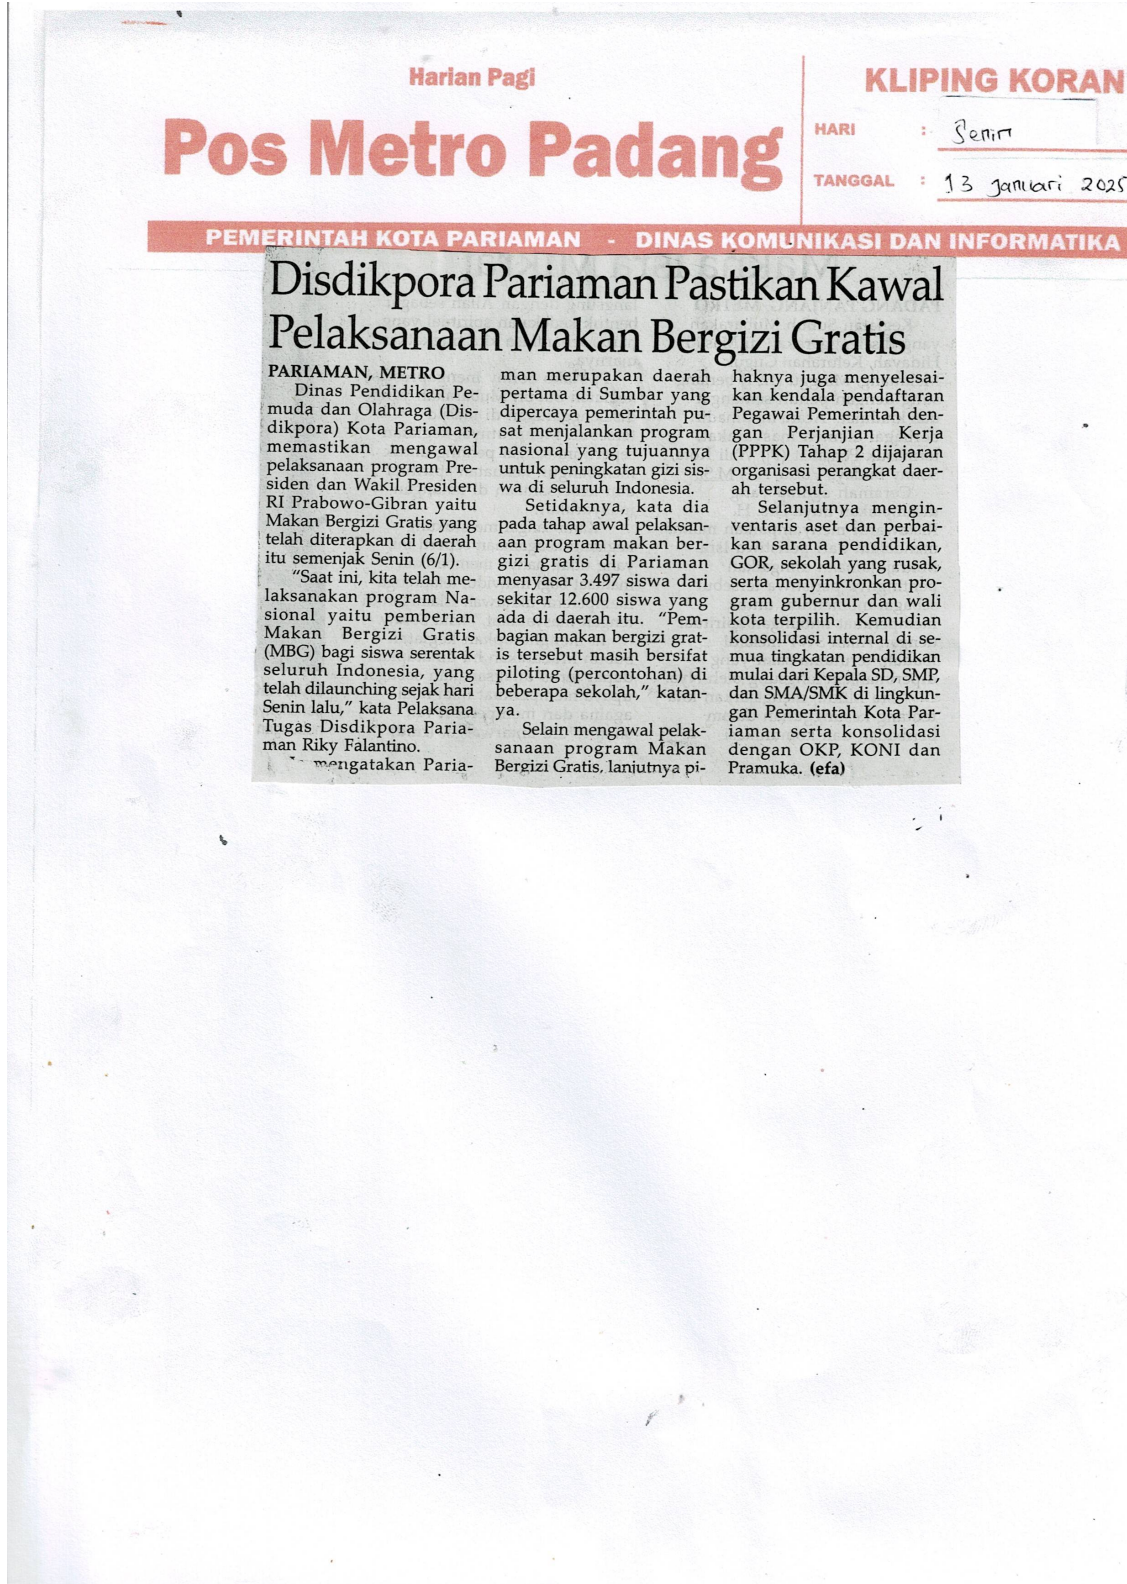 Harian Pagi
Pos Metro Padang
KLIPING KORAN
HARI : Senin
TANGGAL : 13 Januari 2025
PEMERINTAH KOTA PARIAMAN - DINAS KOMUNIKASI DAN INFORMATIKA
Disdikpora Pariaman Pastikan Kawal
Pelaksanaan Makan Bergizi Gratis
PARIAMAN, METRO
Dinas Pendidikan Pe-
muda dan Olahraga (Dis-
dikpora) Kota Pariaman,
memastikan mengawal
pelaksanaan program Pre-
siden dan Wakil Presiden
RI Prabowo-Gibran yaitu
Makan Bergizi Gratis yang
telah diterapkan di daerah
itu semenjak Senin (6/1).
"Saat ini, kita telah me-
laksanakan program Na-
sional yaitu pemberian
Makan Bergizi Gratis
(MBG) bagi siswa serentak
seluruh Indonesia, yang
telah dilaunching sejak hari
Senin lalu," kata Pelaksana
Tugas Disdikpora Paria-
man Riky Falantino.
mengatakan Paria-
man merupakan daerah
pertama di Sumbar yang
dipercaya pemerintah pu-
sat menjalankan program
nasional yang tujuannya
untuk peningkatan gizi sis-
wa di seluruh Indonesia.
Setidaknya, kata dia
pada tahap awal pelaksan-
aan program makan ber-
gizi gratis di Pariaman
menyasar 3.497 siswa dari
sekitar 12.600 siswa yang
ada di daerah itu. "Pem-
bagian makan bergizi grat-
is tersebut masih bersifat
piloting (percontohan) di
beberapa sekolah," katan-
ya.
Selain mengawal pelak-
sanaan program Makan
Bergizi Gratis, lanjutnya pi-
haknya juga menyelesai-
kan kendala pendaftaran
Pegawai Pemerintah den-
gan Perjanjian Kerja
(PPPK) Tahap 2 dijajaran
organisasi perangkat daer-
ah tersebut.
Selanjutnya mengin-
ventaris aset dan perbai-
kan sarana pendidikan,
GOR, sekolah yang rusak,
serta menyinkronkan pro-
gram gubernur dan wali
kota terpilih. Kemudian
konsolidasi internal di se-
mua tingkatan pendidikan
mulai dari Kepala SD, SMP,
dan SMA/SMK di lingkun-
gan Pemerintah Kota Par-
iaman serta konsolidasi
dengan OKP, KONI dan
Pramuka. (efa)